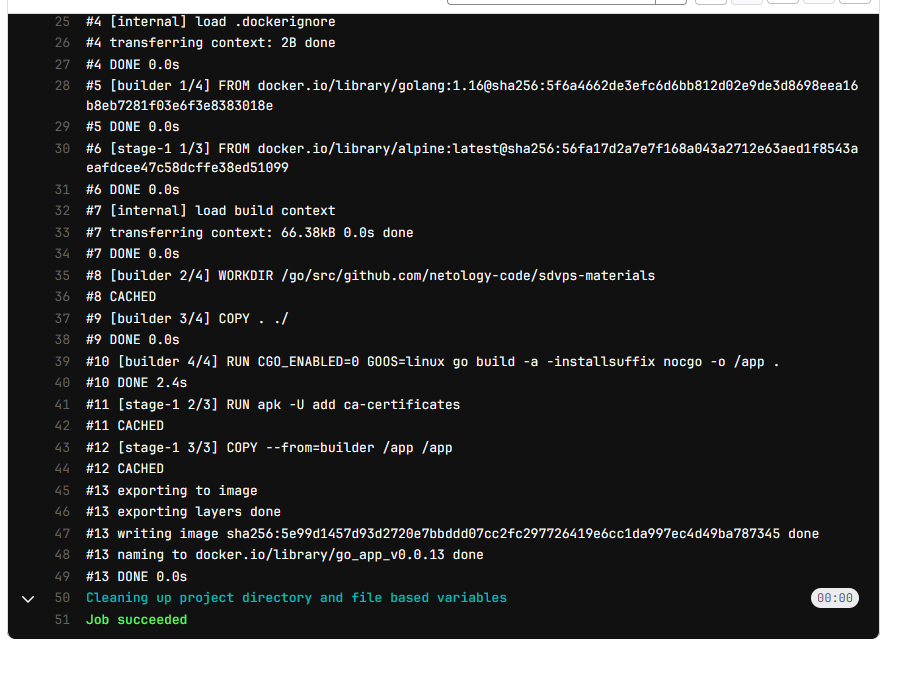 25 #4 [internal] load .dockerignore
26 #4 transferring context: 2B done
27 #4 DONE 0.0s
28 #5 [builder 1/4] FROM docker.io/library/golang:1.16@sha256:5f6a4662de3efc6d6bb812d02e9de3d8698eea16
b8eb7281f03e6f3e8383018e
29 #5 DONE 0.0s
30 #6 [stage-1 1/3] FROM docker.io/library/alpine:latest@sha256:56fa17d2a7e7f168a043a2712e63aed1f8543a
eafdcee47c58dcffe38ed51099
31 #6 DONE 0.0s
32 #7 [internal] load build context
33 #7 transferring context: 66.38kB 0.0s done
34 #7 DONE 0.0s
35 #8 [builder 2/4] WORKDIR /go/src/github.com/netology-code/sdvps-materials
36 #8 CACHED
37 #9 [builder 3/4] COPY . ./
38 #9 DONE 0.0s
39 #10 [builder 4/4] RUN CGO_ENABLED=0 GOOS=linux go build -a -installsuffix nocgo -o /app .
40 #10 DONE 2.4s
41 #11 [stage-1 2/3] RUN apk -U add ca-certificates
42 #11 CACHED
43 #12 [stage-1 3/3] COPY --from=builder /app /app
44 #12 CACHED
45 #13 exporting to image
46 #13 exporting layers done
47 #13 writing image sha256:5e99d1457d93d2720e7bbddd07cc2fc297726419e6cc1da997ec4d49ba787345 done
48 #13 naming to docker.io/library/go_app_v0.0.13 done
49 #13 DONE 0.0s
50 Cleaning up project directory and file based variables 00:00
51 Job succeeded